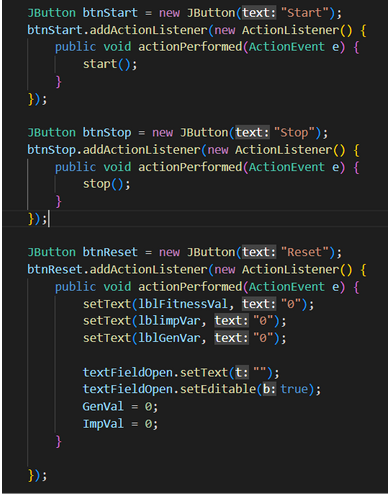 JButton btnStart = new JButton(text: "Start");
btnStart.addActionListener(new ActionListener() {
    public void actionPerformed(ActionEvent e) {
        start();
    }
});

JButton btnStop = new JButton(text: "Stop");
btnStop.addActionListener(new ActionListener() {
    public void actionPerformed(ActionEvent e) {
        stop();
    }
});

JButton btnReset = new JButton(text: "Reset");
btnReset.addActionListener(new ActionListener() {
    public void actionPerformed(ActionEvent e) {
        setText(lblFitnessVal, text: "0");
        setText(lblimpVar, text: "0");
        setText(lblGenVar, text: "0");

        textFieldOpen.setText(t: "");
        textFieldOpen.setEditable(b: true);
        GenVal = 0;
        ImpVal = 0;
    }

});